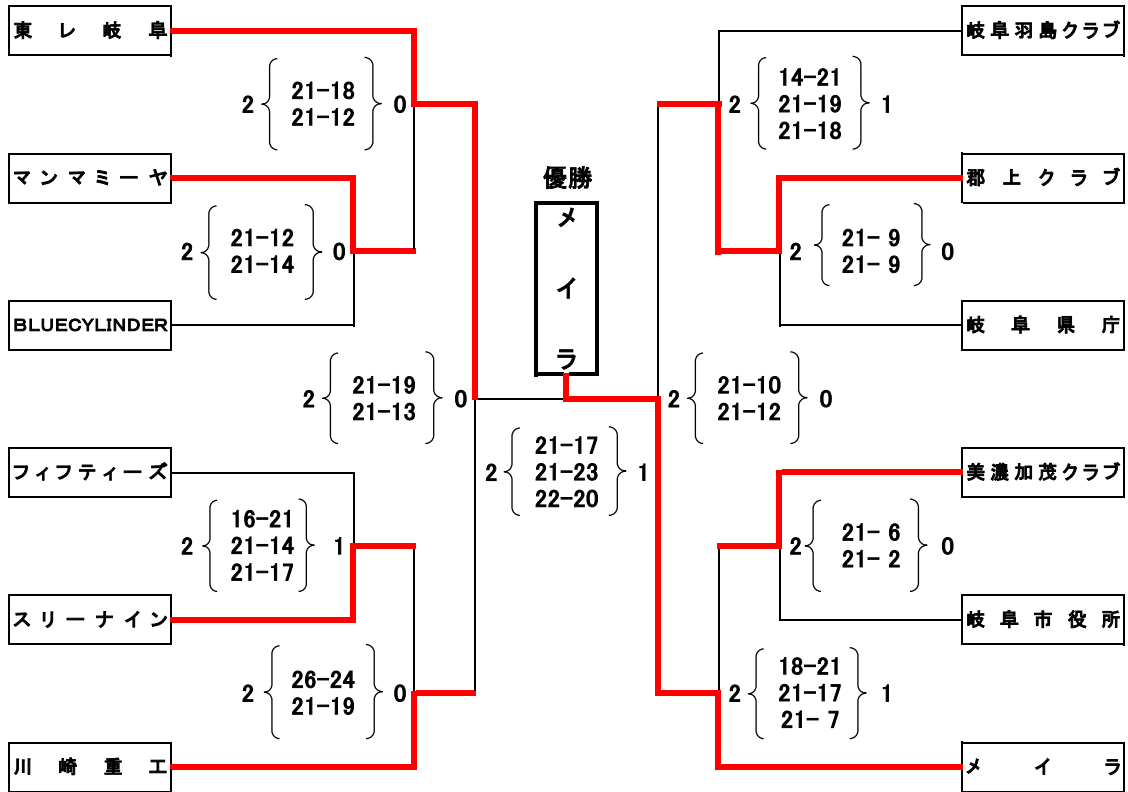 東レ岐阜
岐阜羽島クラブ
2 21-18 0
21-12
2 14-21 1
21-19
21-18
マンマミーヤ
優勝
メイラ
郡上クラブ
2 21-12 0
21-14
2 21- 9 0
21- 9
BLUECYLINDER
岐阜県庁
2 21-19 0
21-13
2 21-10 0
21-12
2 21-17 1
21-23
22-20
フィフティーズ
美濃加茂クラブ
2 16-21 1
21-14
21-17
2 21- 6 0
21- 2
スリーナイン
岐阜市役所
2 26-24 0
21-19
2 18-21 1
21-17
21- 7
川崎重工
メイラ